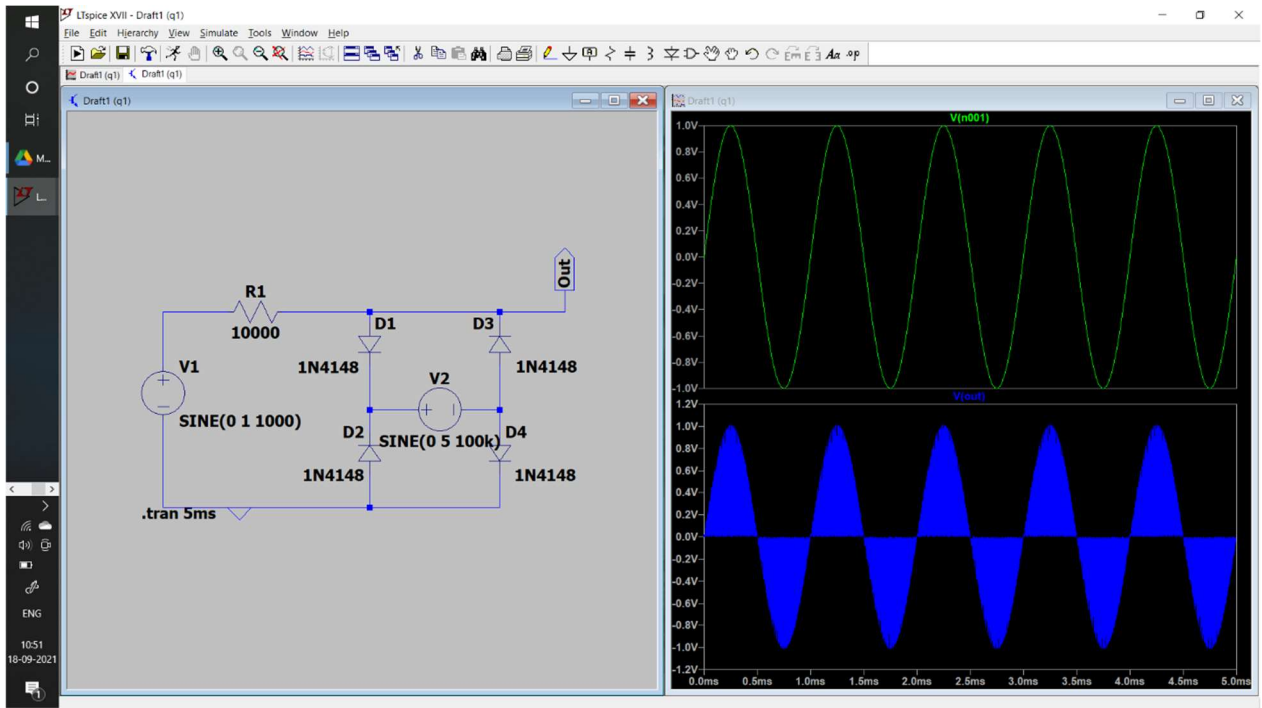 LTspice XVII - Draft1 (q1)
File Edit Hierarchy View Simulate Tools Window Help
Draft1 (q1) Draft1 (q1)
Draft1 (q1)
Out
R1
10000
D1
D3
1N4148
1N4148
V1
V2
SINE(0 1 1000)
D2
SINE(0 5 100k)
D4
1N4148
1N4148
.tran 5ms
Draft1 (q1)
V(n001)
1.0V
0.8V
0.6V
0.4V
0.2V
0.0V
-0.2V
-0.4V
-0.6V
-0.8V
-1.0V
V(out)
1.2V
1.0V
0.8V
0.6V
0.4V
0.2V
0.0V
-0.2V
-0.4V
-0.6V
-0.8V
-1.0V
-1.2V
0.0ms 0.5ms 1.0ms 1.5ms 2.0ms 2.5ms 3.0ms 3.5ms 4.0ms 4.5ms 5.0ms
M...
L...
ENG
10:51
18-09-2021
1